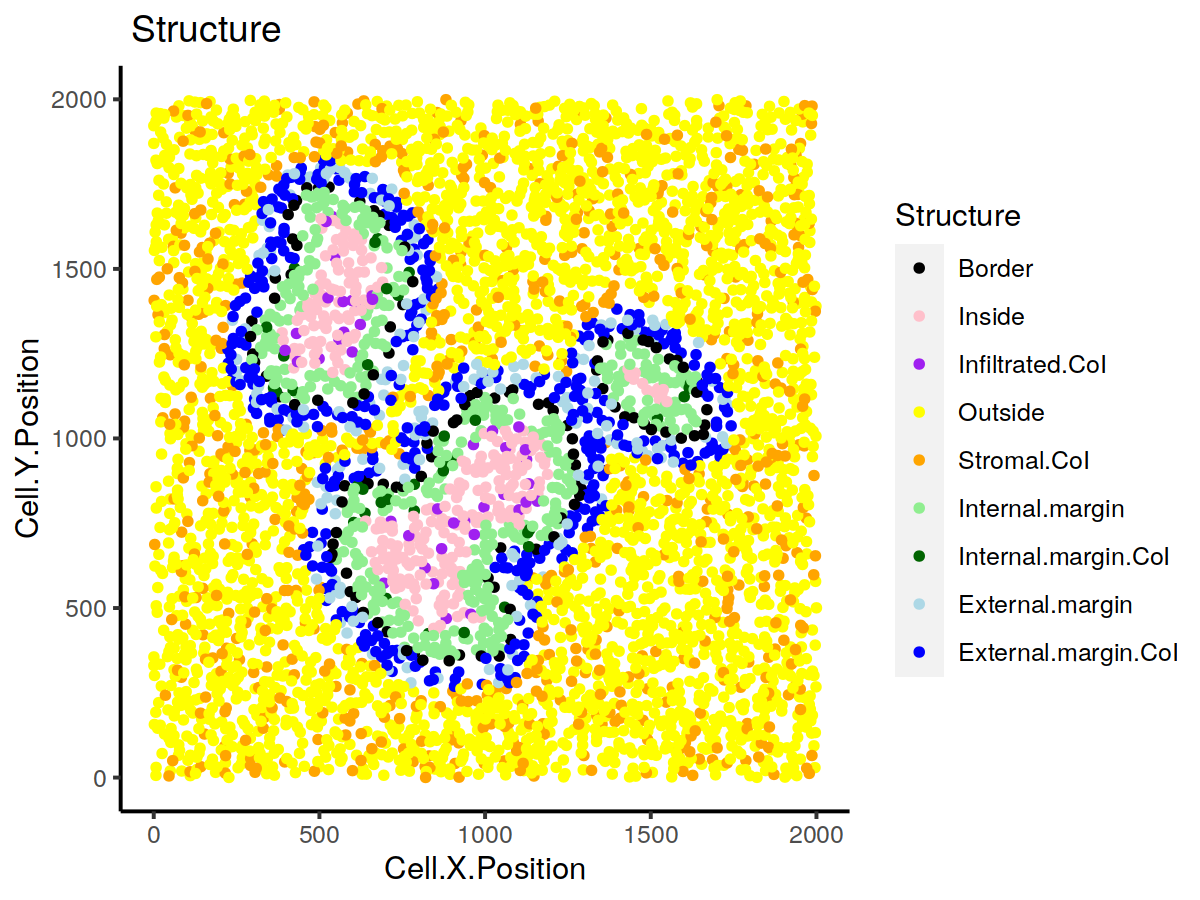 Structure
Cell.Y.Position
2000
1500
1000
500
0
0 500 1000 1500 2000
Cell.X.Position
Structure
Border
Inside
Infiltrated.CoI
Outside
Stromal.CoI
Internal.margin
Internal.margin.CoI
External.margin
External.margin.CoI